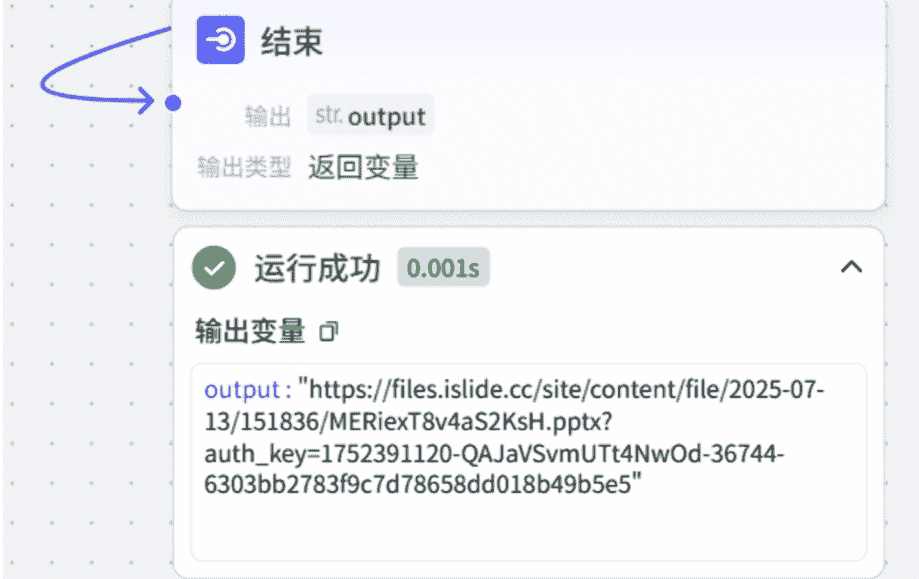 结束
输出 str. output
输出类型 返回变量
运行成功 0.001s
输出变量
output : "https://files.islide.cc/site/content/file/2025-07-
13/151836/MERiexT8v4aS2KsH.pptx?
auth_key=1752391120-QAJaVSvmUTt4NwOd-36744-
6303bb2783f9c7d78658dd018b49b5e5"